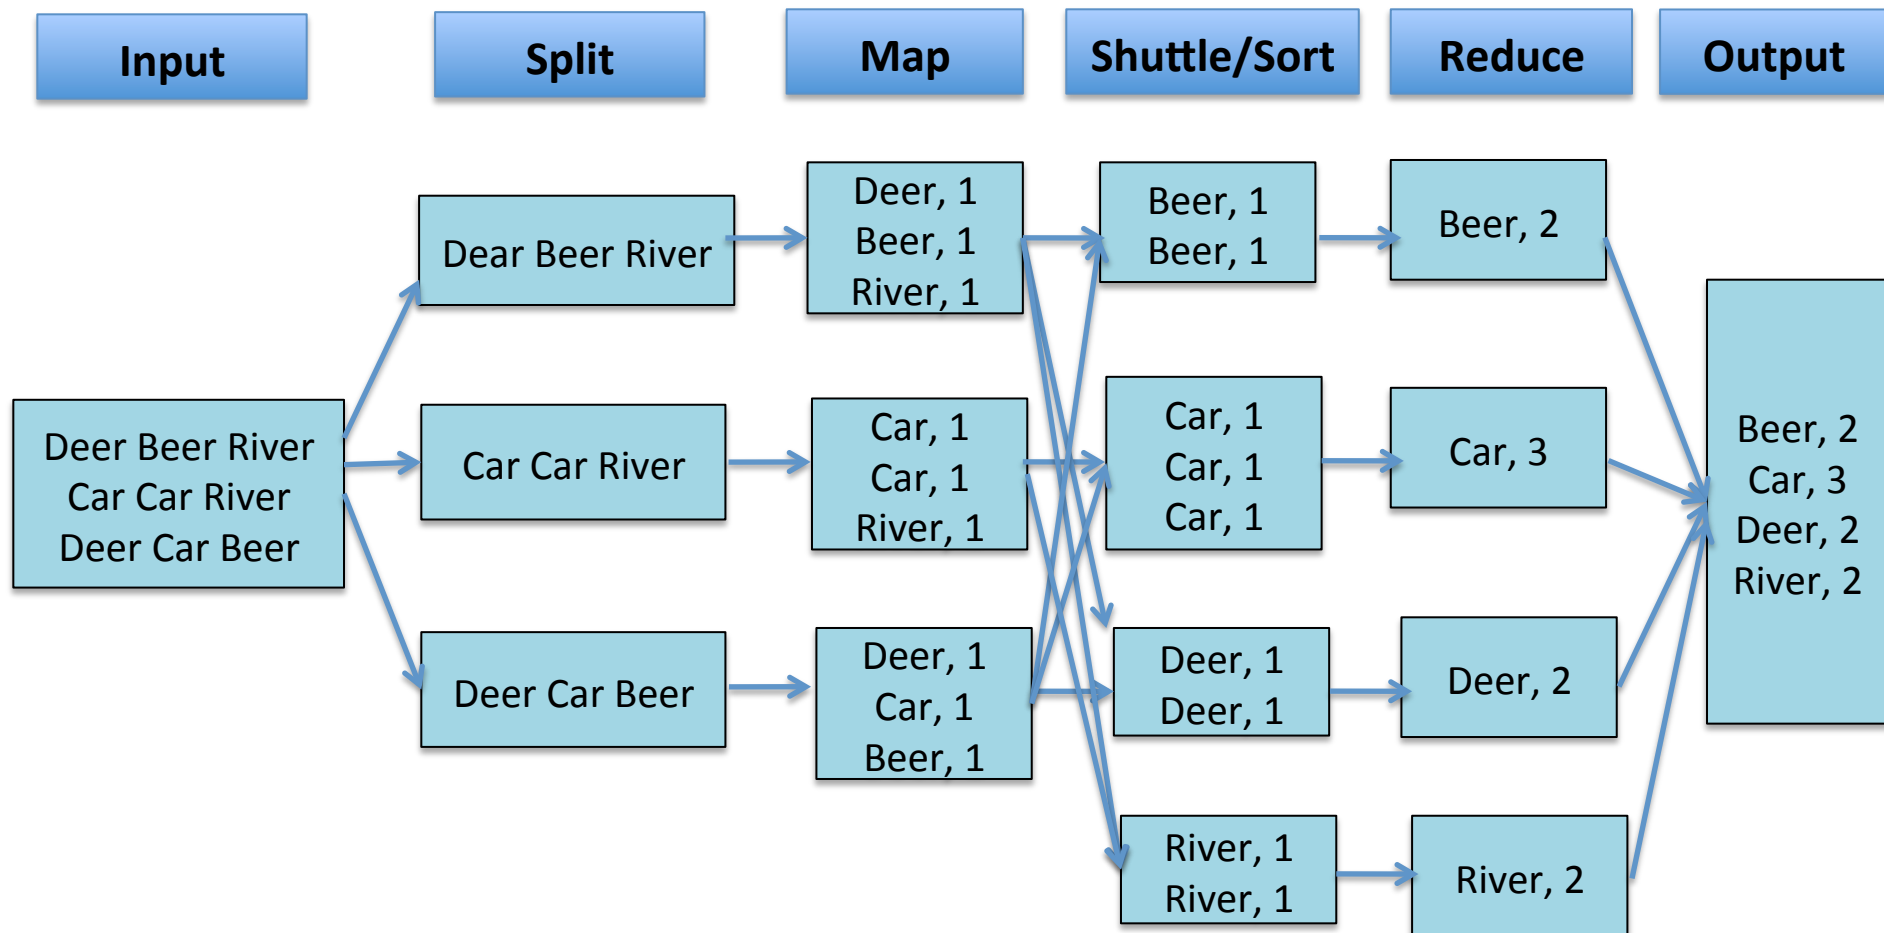 Input
Split
Map
Shuttle/Sort
Reduce
Output
Deer Beer River
Car Car River
Deer Car Beer
Dear Beer River
Car Car River
Deer Car Beer
Deer, 1
Beer, 1
River, 1
Car, 1
Car, 1
River, 1
Deer, 1
Car, 1
Beer, 1
Beer, 1
Beer, 1
Car, 1
Car, 1
Car, 1
Deer, 1
Deer, 1
River, 1
River, 1
Beer, 2
Car, 3
Deer, 2
River, 2
Beer, 2
Car, 3
Deer, 2
River, 2